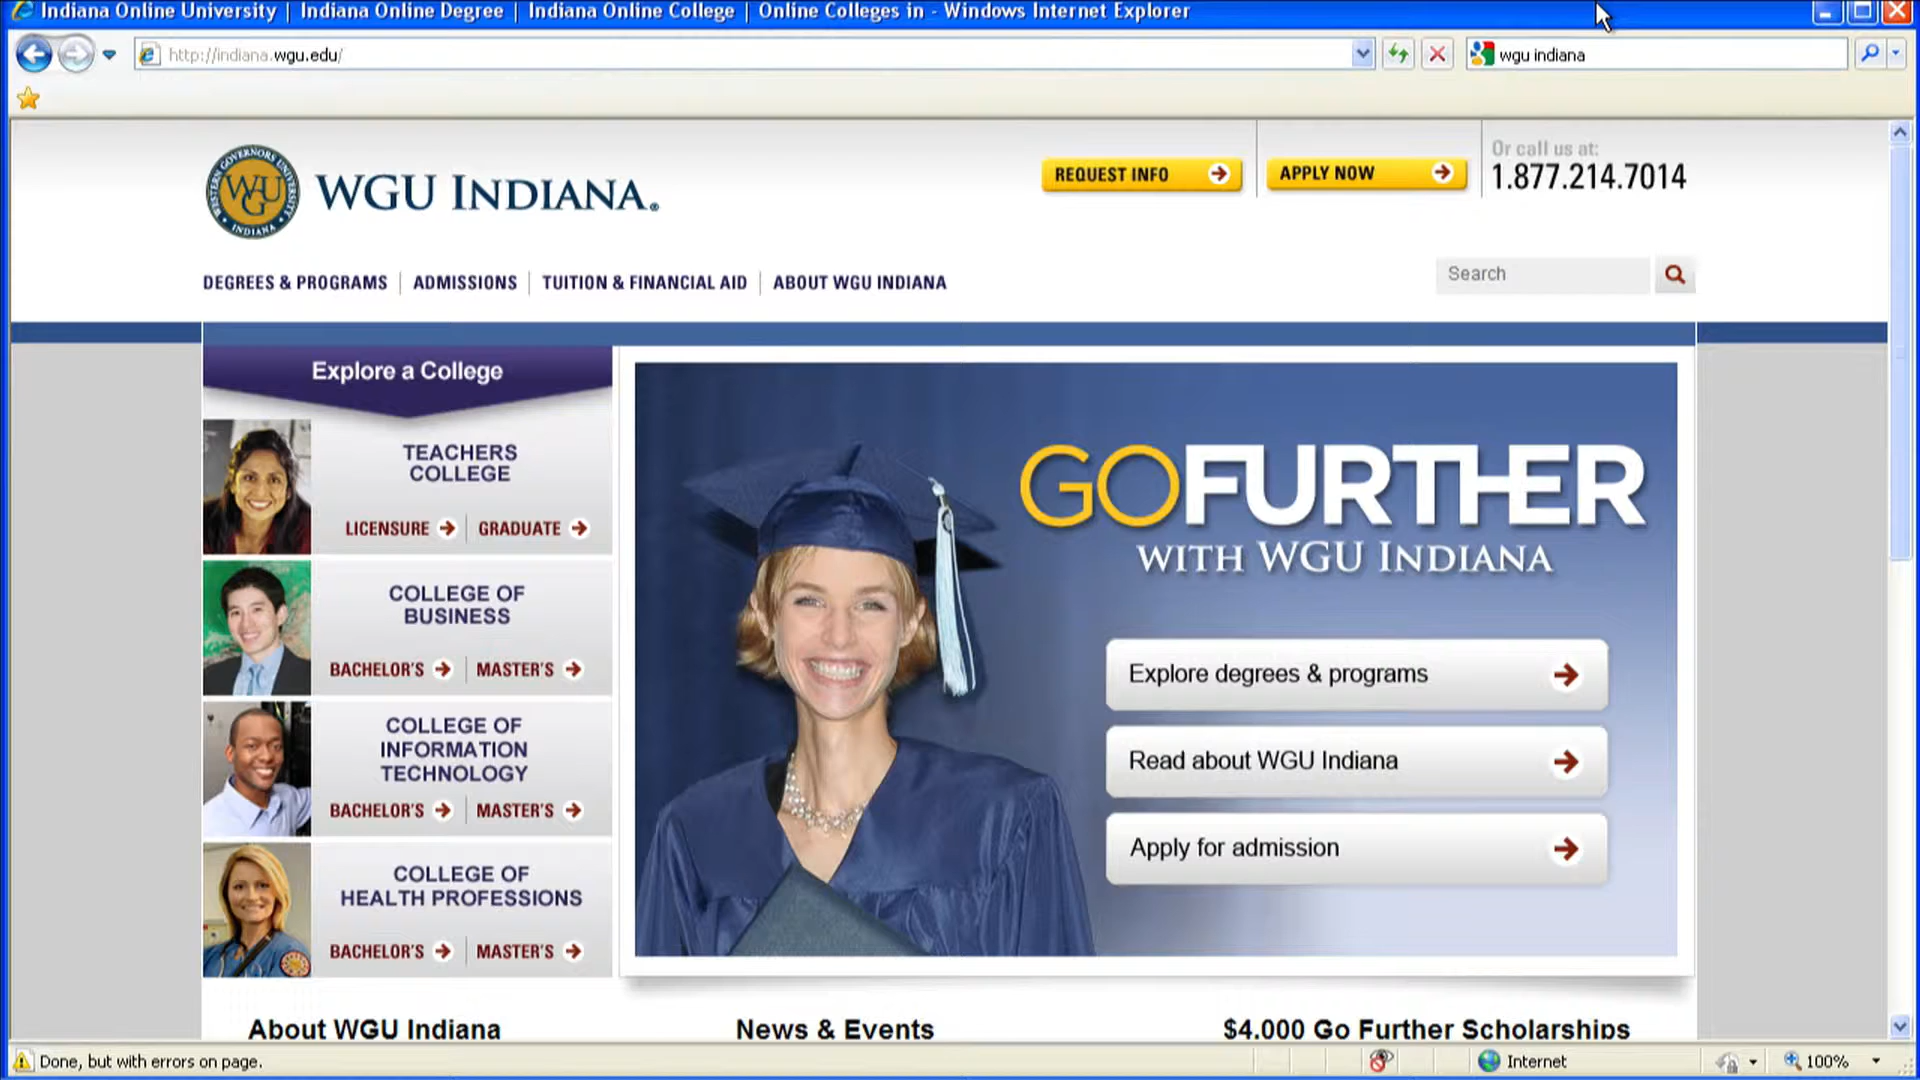 Indiana Online University | Indiana Online Degree | Indiana Online College | Online Colleges in - Windows Internet Explorer
http://indiana.wgu.edu/
wgu indiana
WESTERN GOVERNORS UNIVERSITY
WGU
INDIANA
WGU INDIANA®
REQUEST INFO
APPLY NOW
Or call us at:
1.877.214.7014
DEGREES & PROGRAMS | ADMISSIONS | TUITION & FINANCIAL AID | ABOUT WGU INDIANA
Search
Explore a College
TEACHERS
COLLEGE
LICENSURE | GRADUATE
COLLEGE OF
BUSINESS
BACHELOR'S | MASTER'S
COLLEGE OF
INFORMATION
TECHNOLOGY
BACHELOR'S | MASTER'S
COLLEGE OF
HEALTH PROFESSIONS
BACHELOR'S | MASTER'S
GOFURTHER
WITH WGU INDIANA
Explore degrees & programs
Read about WGU Indiana
Apply for admission
About WGU Indiana
News & Events
$4,000 Go Further Scholarships
Done, but with errors on page.
Internet
100%